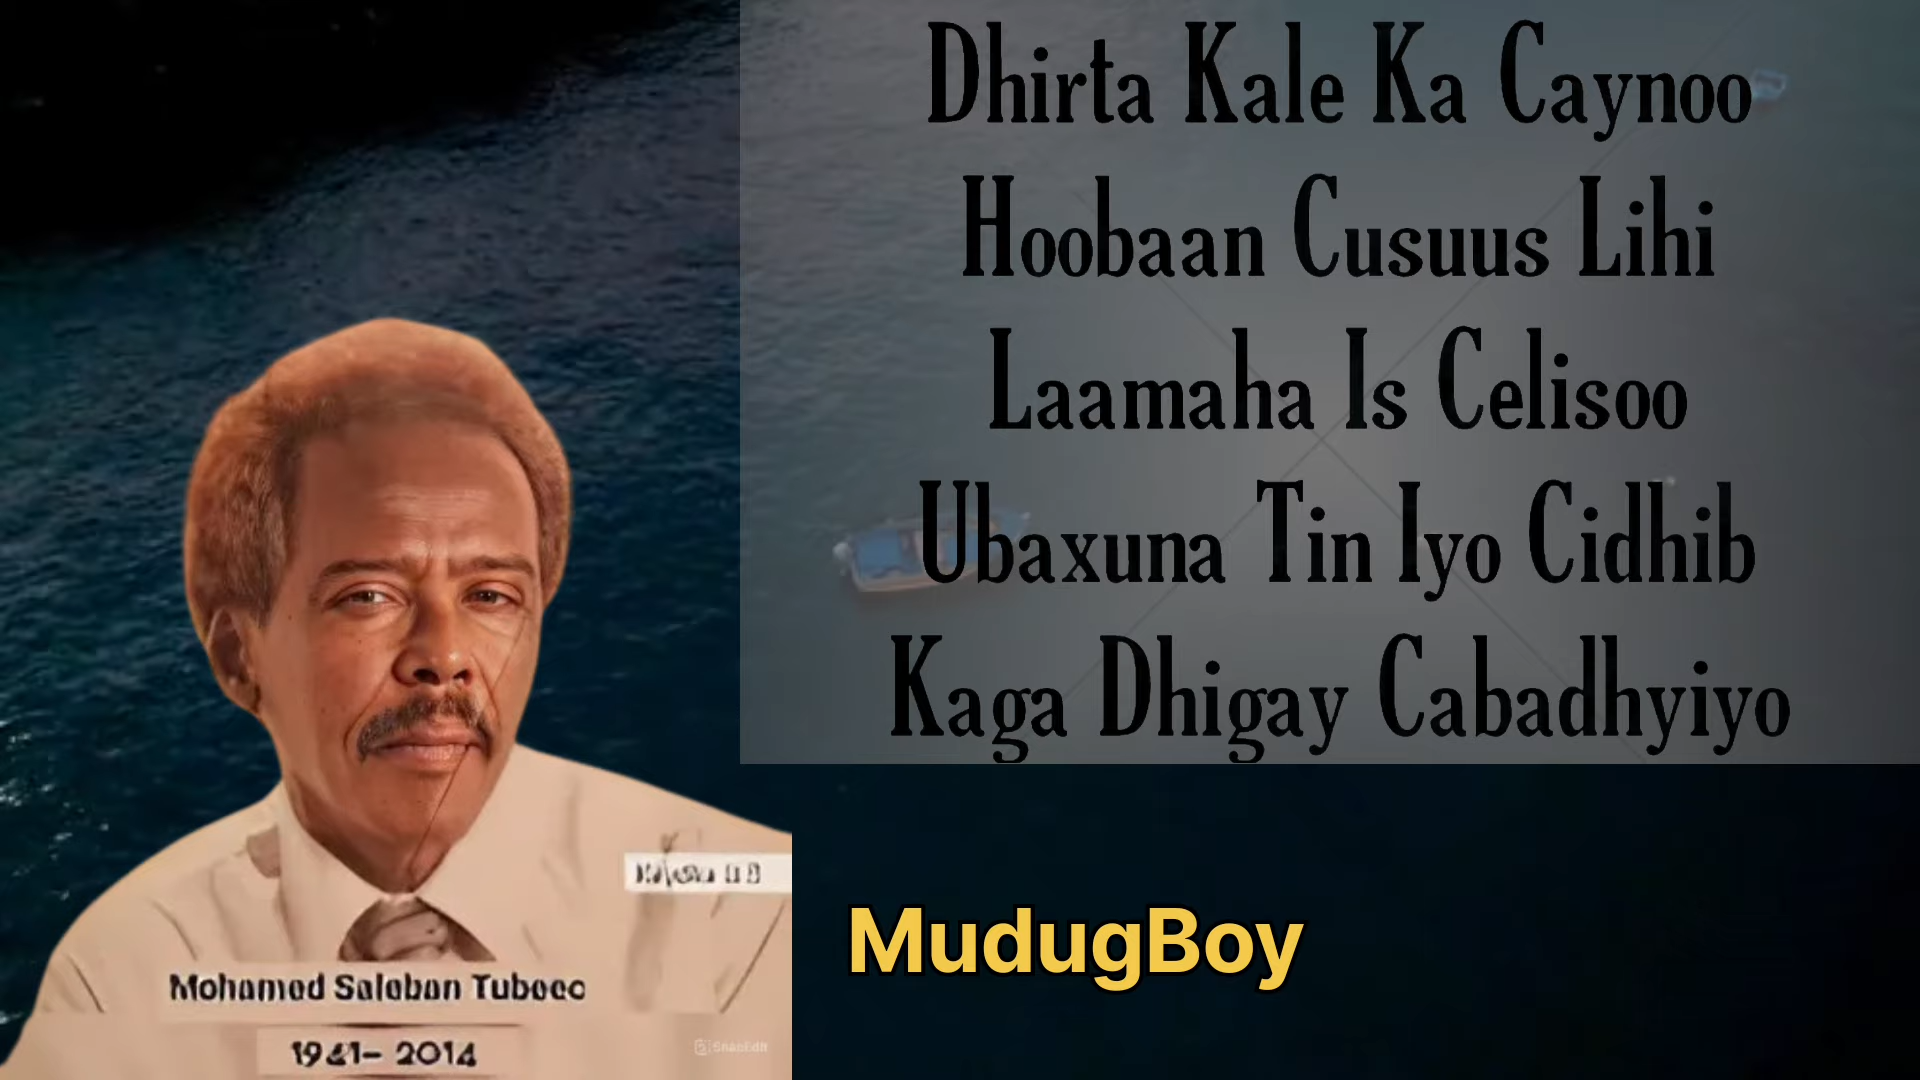 Dhirta Kale Ka Caynoo
Hoobaan Cusuus Lihi
Laamaha Is Celisoo
Ubaxuna Tin Iyo Cidhib
Kaga Dhigay Cabadhyiyo
MudugBoy
Mohamed Saleban Tubeec
1941- 2014
SnapEdit